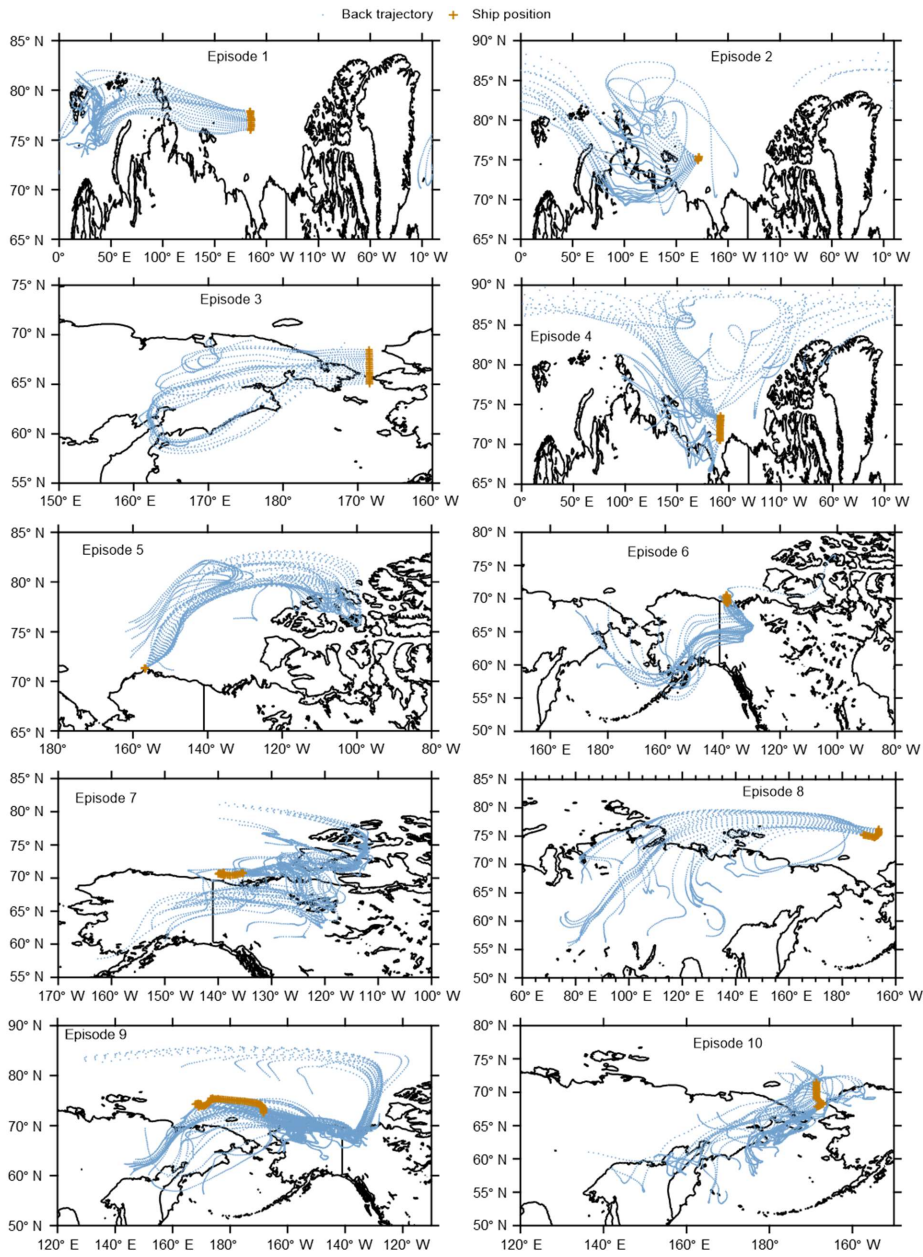 Back trajectory + Ship position
85° N Episode 1 90° N Episode 2
80° N 85° N
75° N 80° N
70° N 75° N
65° N 70° N
65° N
0° 50° E 100° E 150° E 160° W 110° W 60° W 10° W 0° 50° E 100° E 150° E 160° W 110° W 60° W 10° W
75° N Episode 3 90° N
70° N 85° N Episode 4
65° N 80° N
60° N 75° N
55° N 70° N
65° N
150° E 160° E 170° E 180° 170° W 160° W 0° 50° E 100° E 150° E 160° W 110° W 60° W 10° W
85° N Episode 5 80° N Episode 6
80° N 75° N
75° N 70° N
70° N 65° N
65° N 60° N
55° N
50° N
180° 160° W 140° W 120° W 100° W 80° W 160° E 180° 160° W 140° W 120° W 100° W 80° W
80° N Episode 7 85° N Episode 8
75° N 80° N
70° N 75° N
65° N 70° N
60° N 65° N
55° N 60° N
55° N
50° N
170° W 160° W 150° W 140° W 130° W 120° W 110° W 100° W 60° E 80° E 100° E 120° E 140° E 160° E 180° 160° W
90° N Episode 9 80° N Episode 10
80° N 75° N
70° N 70° N
60° N 65° N
50° N 60° N
55° N
50° N
120° E 140° E 160° E 180° 160° W 140° W 120° W 120° E 140° E 160° E 180° 160° W